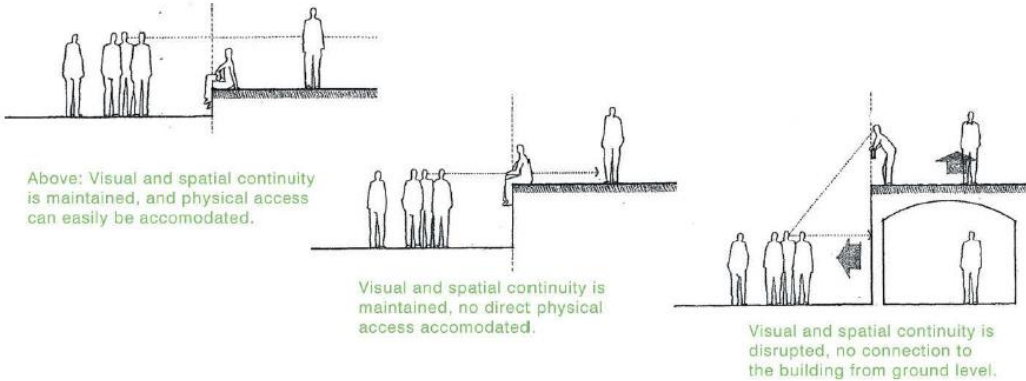 Above: Visual and spatial continuity
is maintained, and physical access
can easily be accomodated.
Visual and spatial continuity is
maintained, no direct physical
access accomodated.
Visual and spatial continuity is
disrupted, no connection to
the building from ground level.